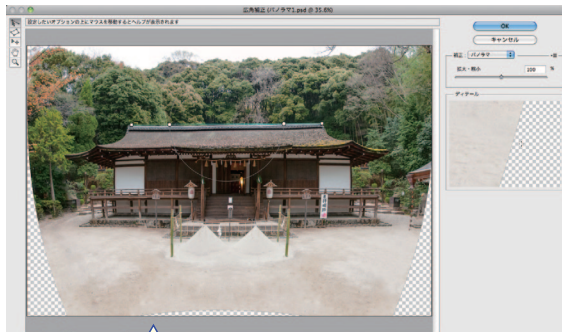 広角補正 (パノラマ1.psd @ 35.8%)
設定したいオプションの上にマウスを移動するとヘルプが表示されます
OK
キャンセル
補正: パノラマ
拡大・縮小
100
%
ディテール